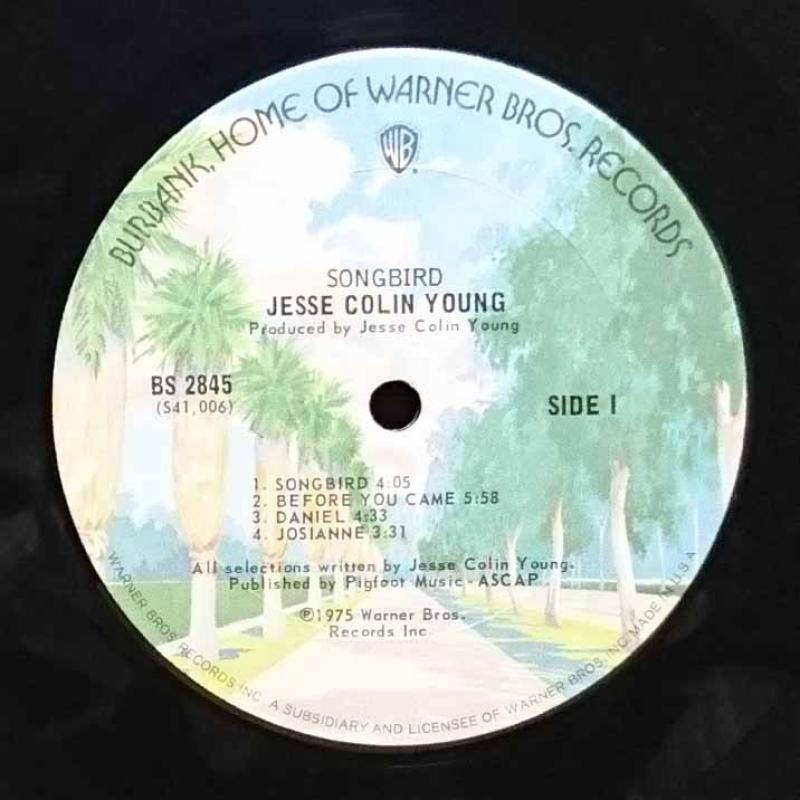 BURBANK, HOME OF WARNER BROS. RECORDS
WB
SONGBIRD
JESSE COLIN YOUNG
Produced by Jesse Colin Young
BS 2845
(S41,006)
SIDE 1
1. SONGBIRD 4:05
2. BEFORE YOU CAME 5:58
3. DANIEL 4:33
4. JOSIANNE 3:31
All selections written by Jesse Colin Young.
Published by Pigfoot Music - ASCAP
℗1975 Warner Bros.
Records Inc.
WARNER BROS. RECORDS INC., A SUBSIDIARY AND LICENSEE OF WARNER BROS. INC. MADE IN U.S.A.